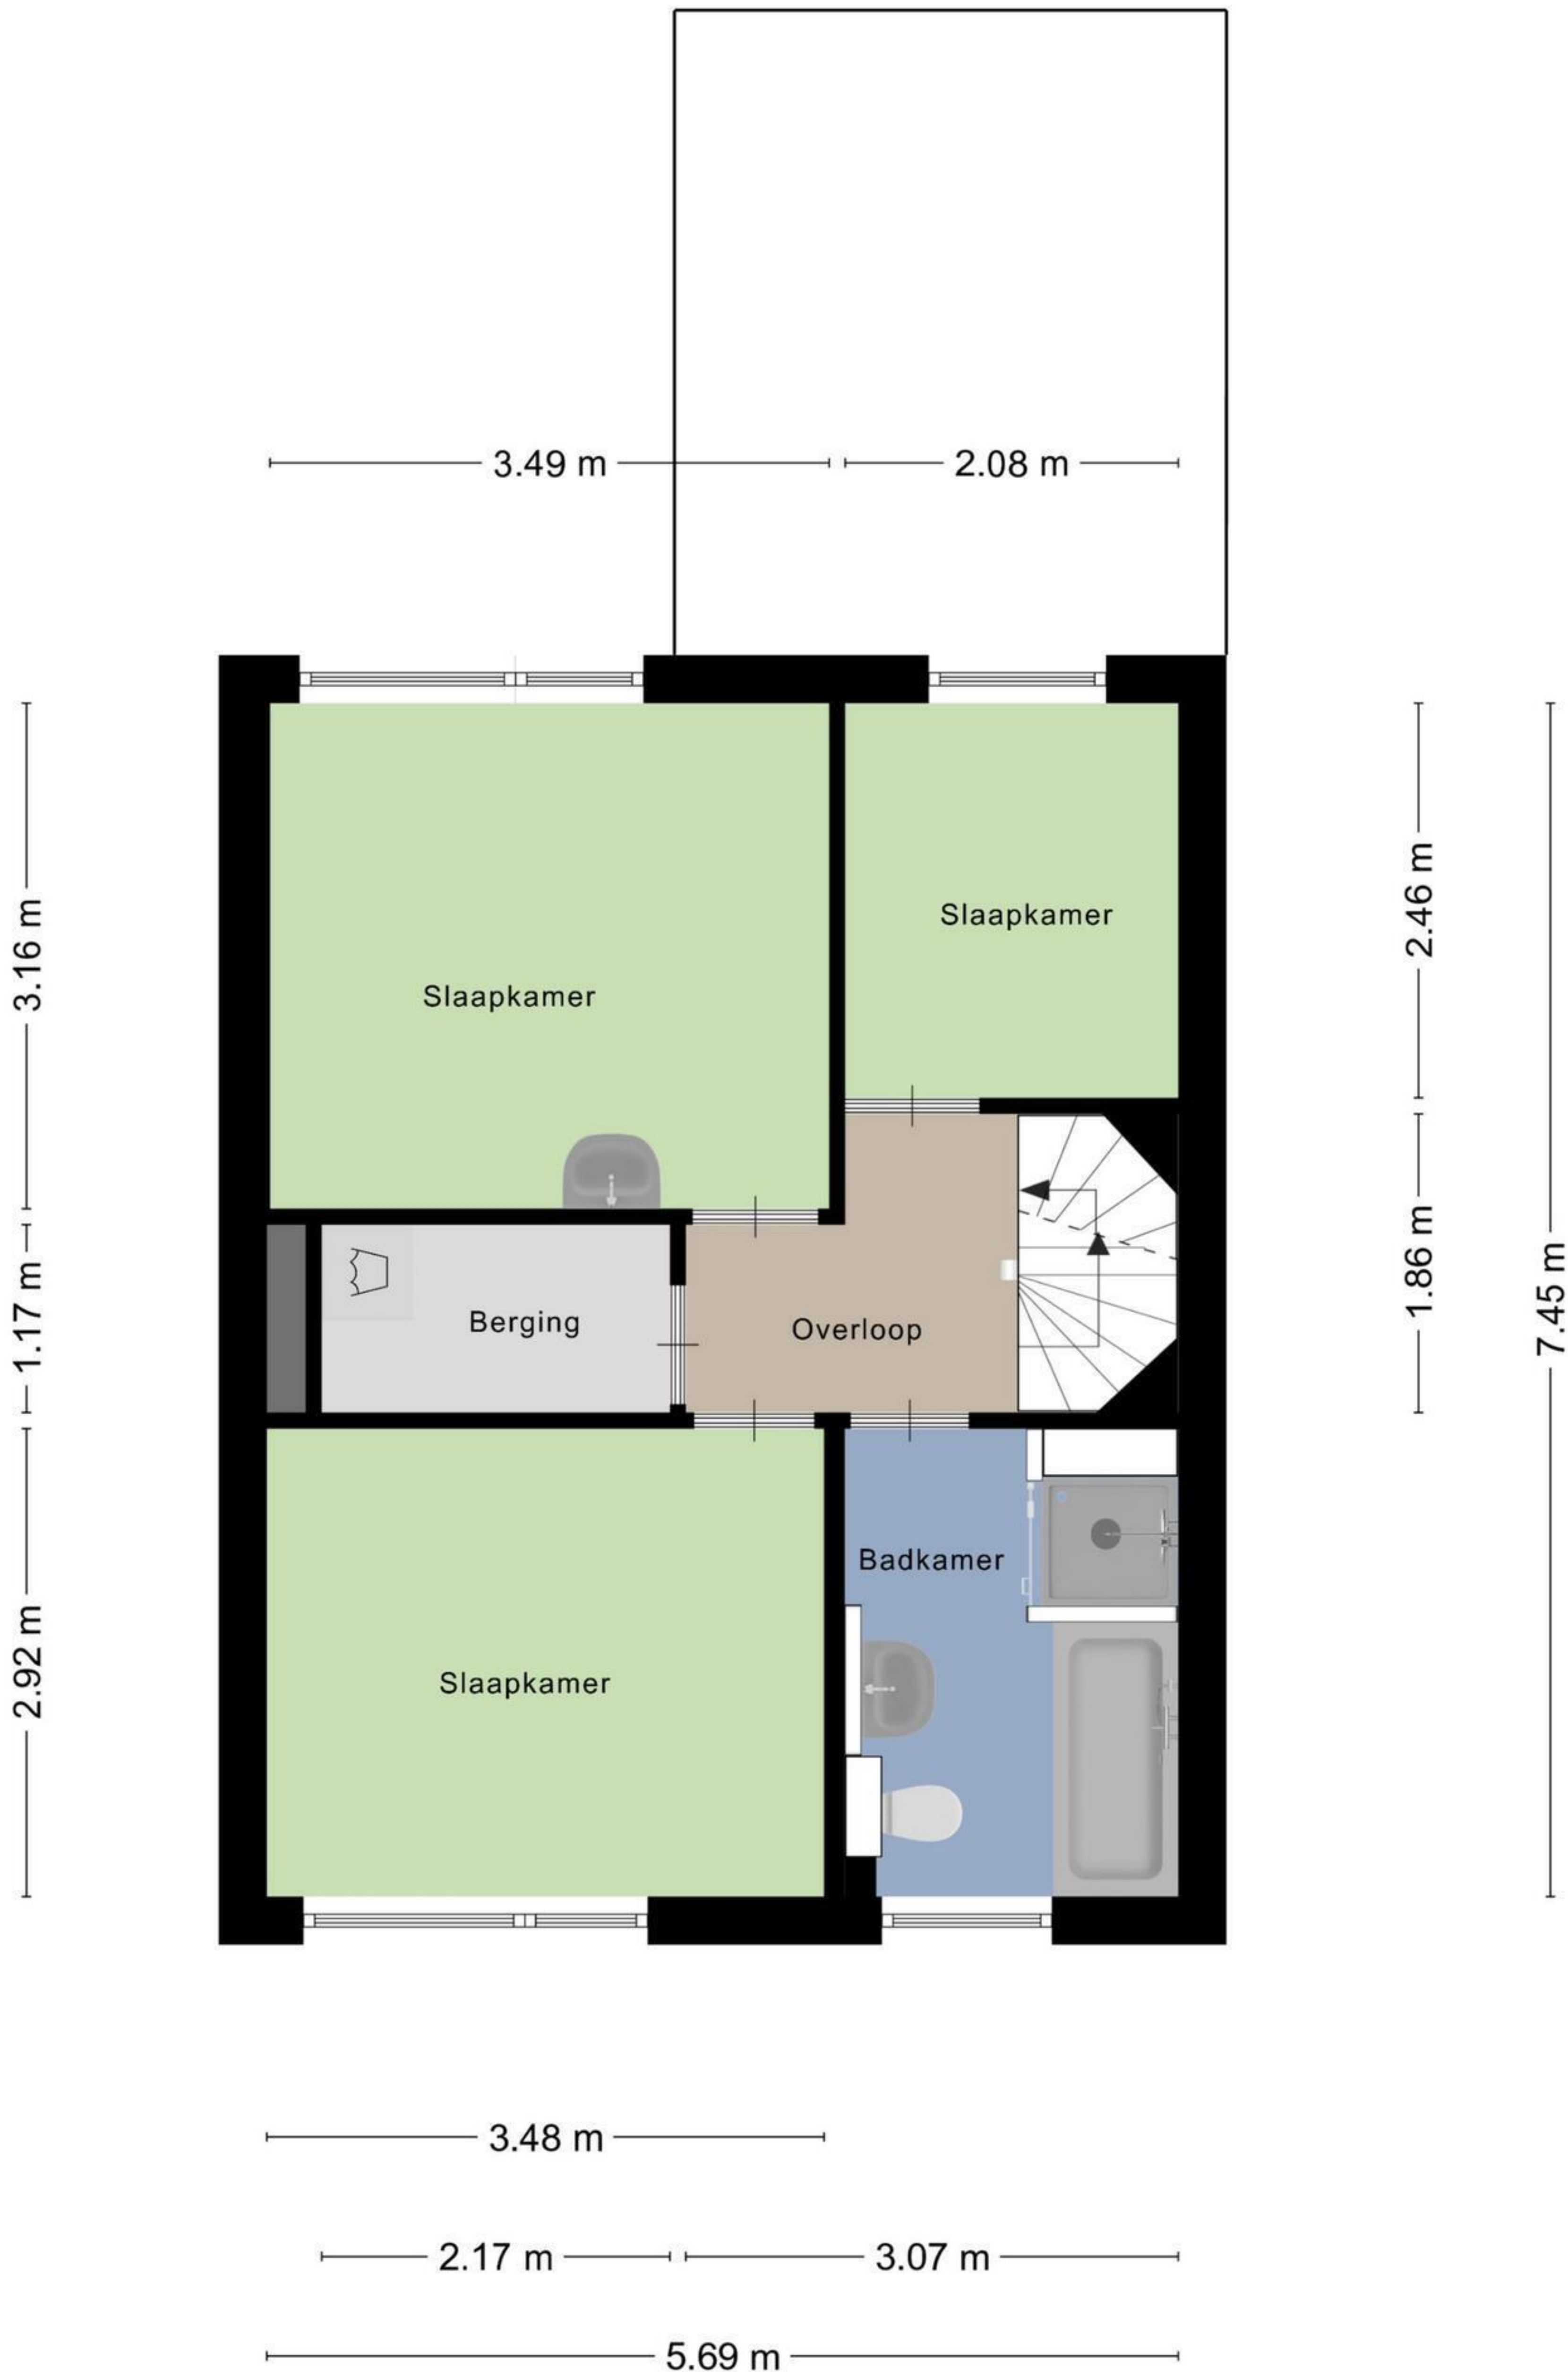 3.49 m
2.08 m
3.16 m
2.46 m
Slaapkamer
Slaapkamer
1.17 m
1.86 m
7.45 m
Berging
Overloop
Badkamer
2.92 m
Slaapkamer
3.48 m
2.17 m
3.07 m
5.69 m